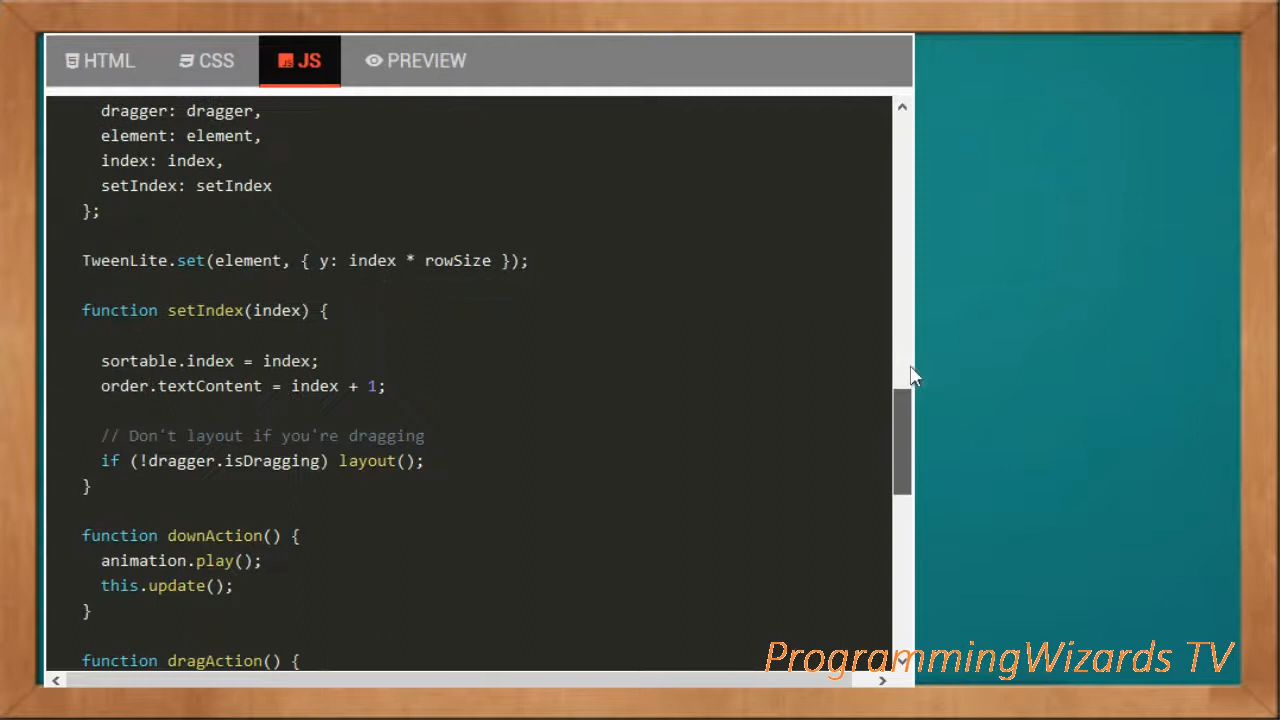 HTML CSS JS PREVIEW
dragger: dragger,
element: element,
index: index,
setIndex: setIndex
};
TweenLite.set(element, { y: index * rowSize });
function setIndex(index) {
sortable.index = index;
order.textContent = index + 1;
// Don't layout if you're dragging
if (!dragger.isDragging) layout();
}
function downAction() {
animation.play();
this.update();
}
function dragAction() {
ProgrammingWizards TV